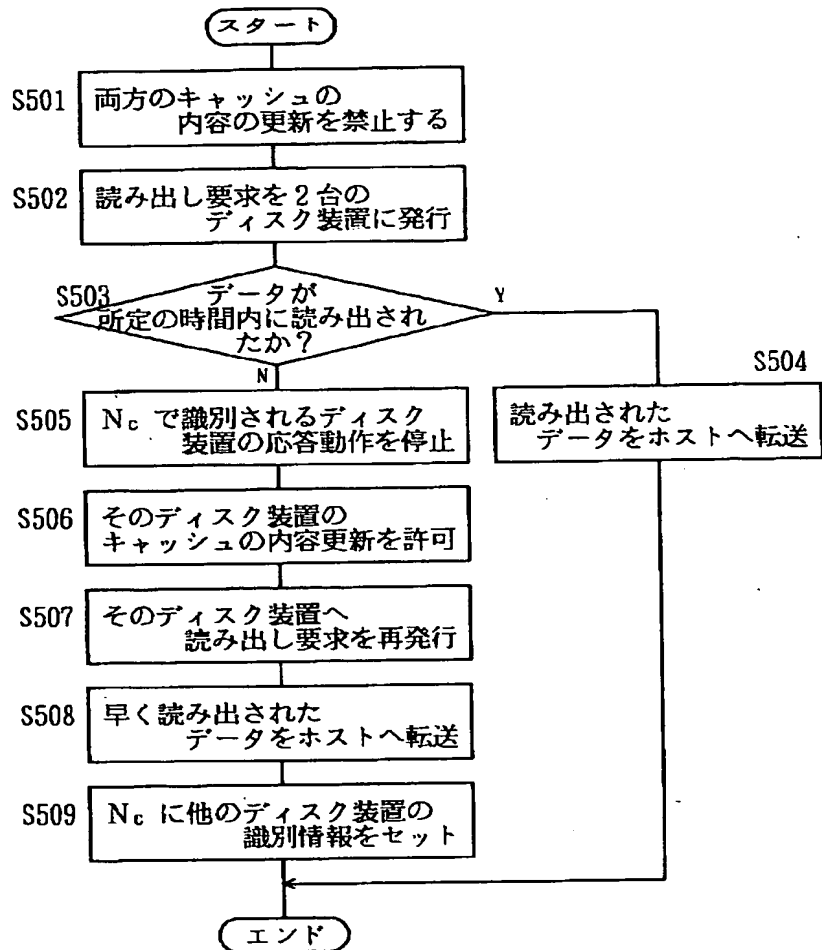 スタート
S501
両方のキャッシュの
内容の更新を禁止する
S502
読み出し要求を２台の
ディスク装置に発行
S503
データが
所定の時間内に読み出され
たか？
Y
N
S504
読み出された
データをホストへ転送
S505
Nc で識別されるディスク
装置の応答動作を停止
S506
そのディスク装置の
キャッシュの内容更新を許可
S507
そのディスク装置へ
読み出し要求を再発行
S508
早く読み出された
データをホストへ転送
S509
Nc に他のディスク装置の
識別情報をセット
エンド